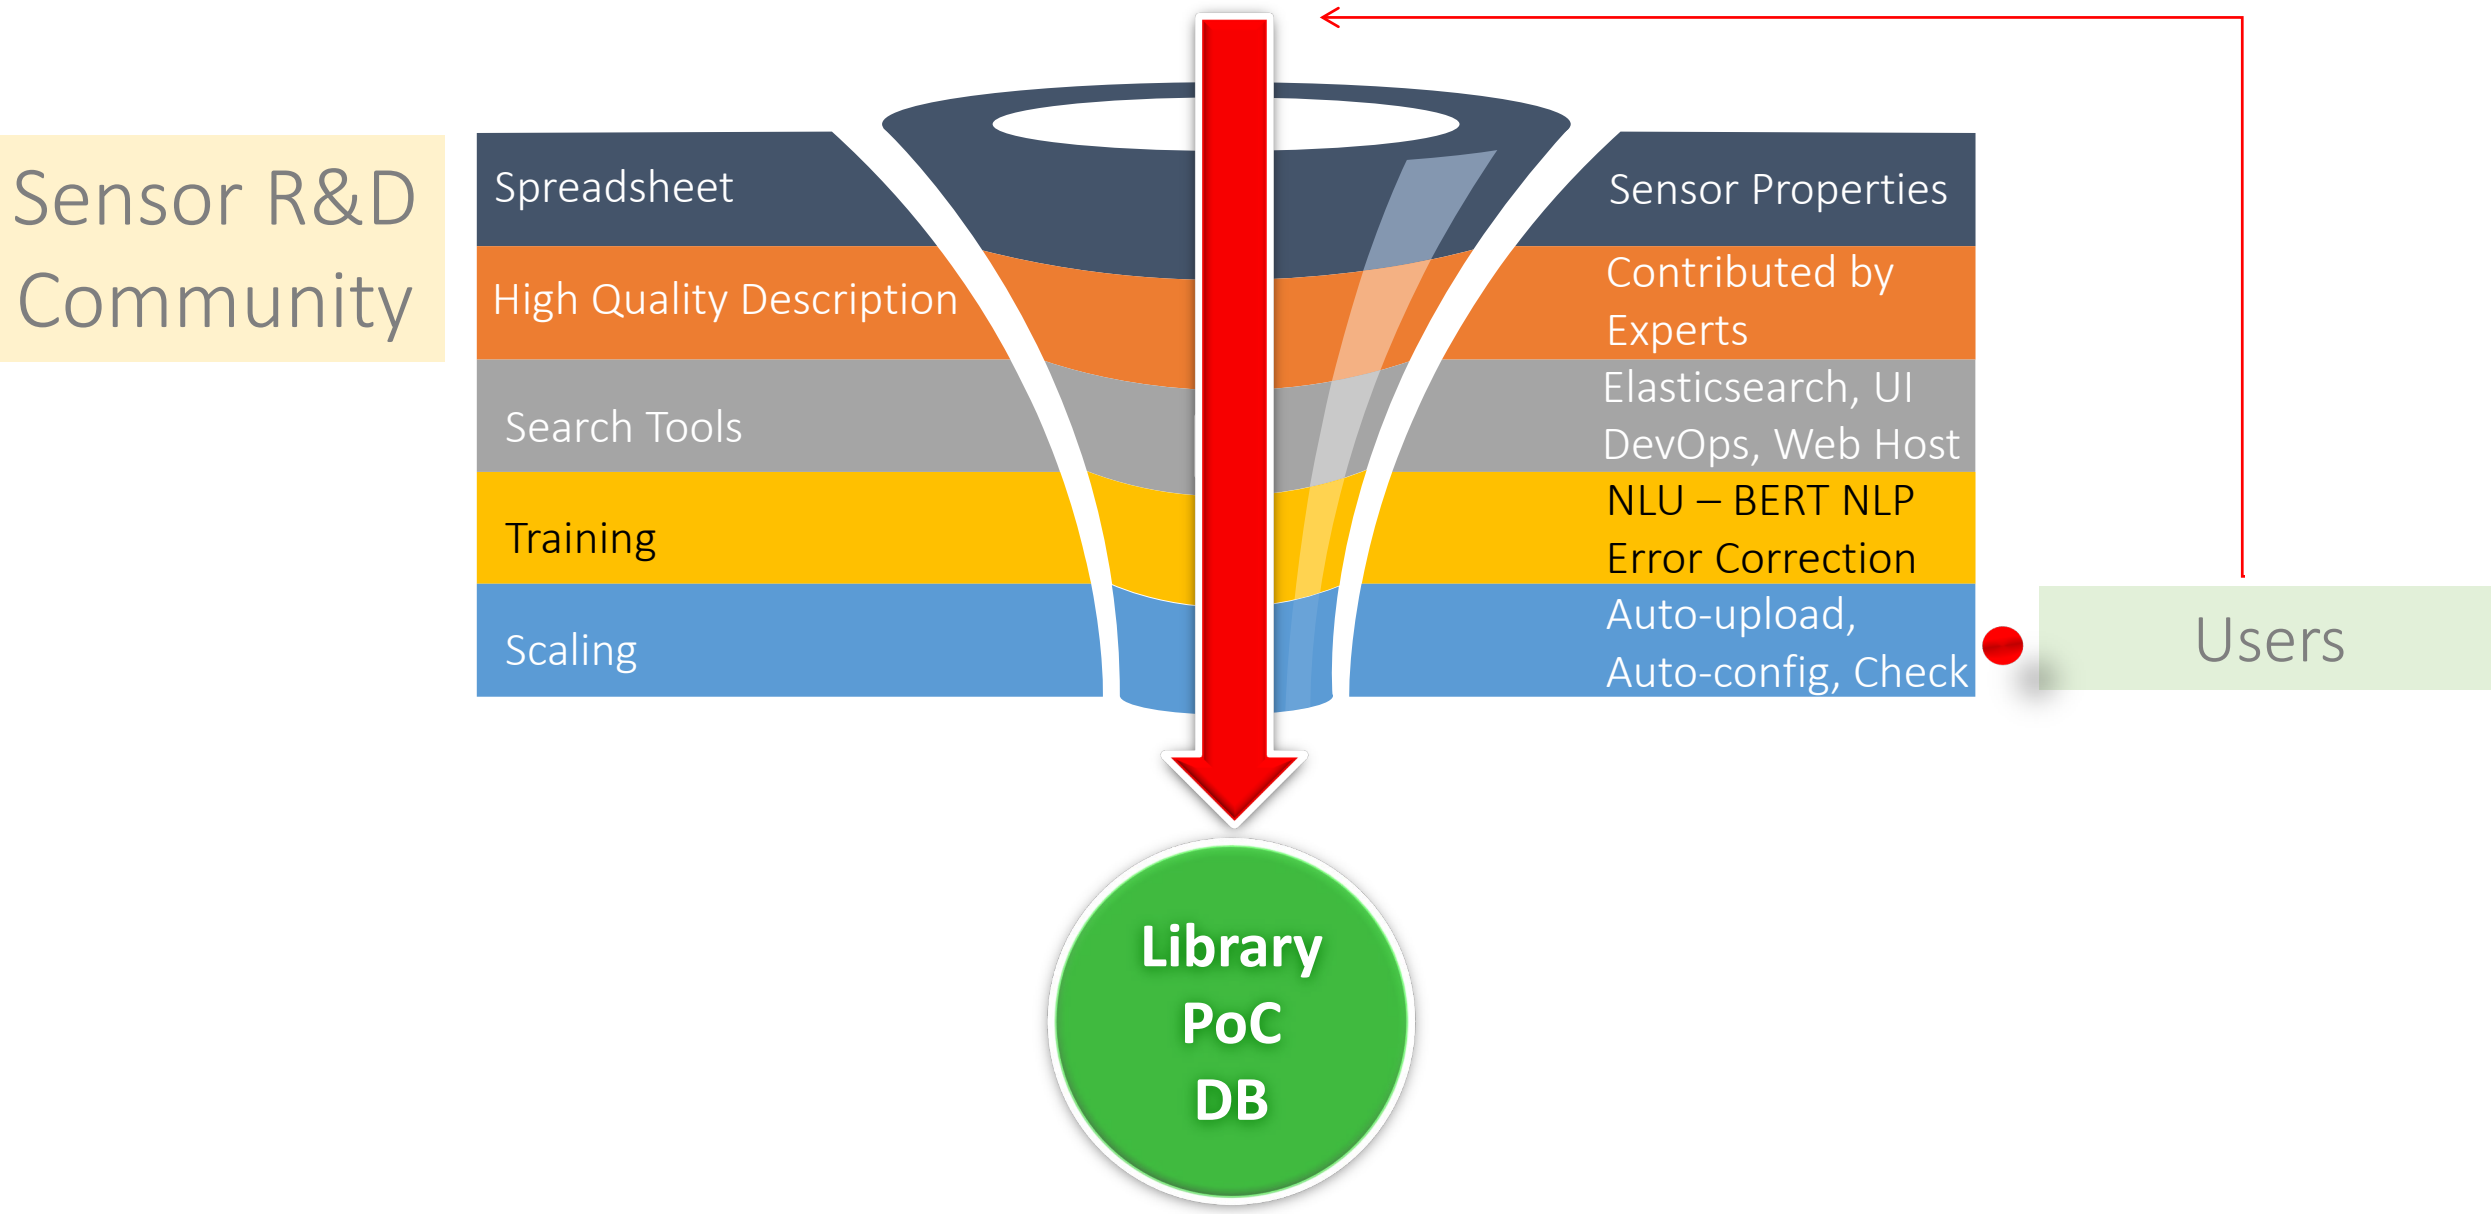 Sensor R&D
Community
Spreadsheet
Sensor Properties
High Quality Description
Contributed by
Experts
Search Tools
Elasticsearch, UI
DevOps, Web Host
Training
NLU – BERT NLP
Error Correction
Scaling
Auto-upload,
Auto-config, Check
Users
Library
PoC
DB